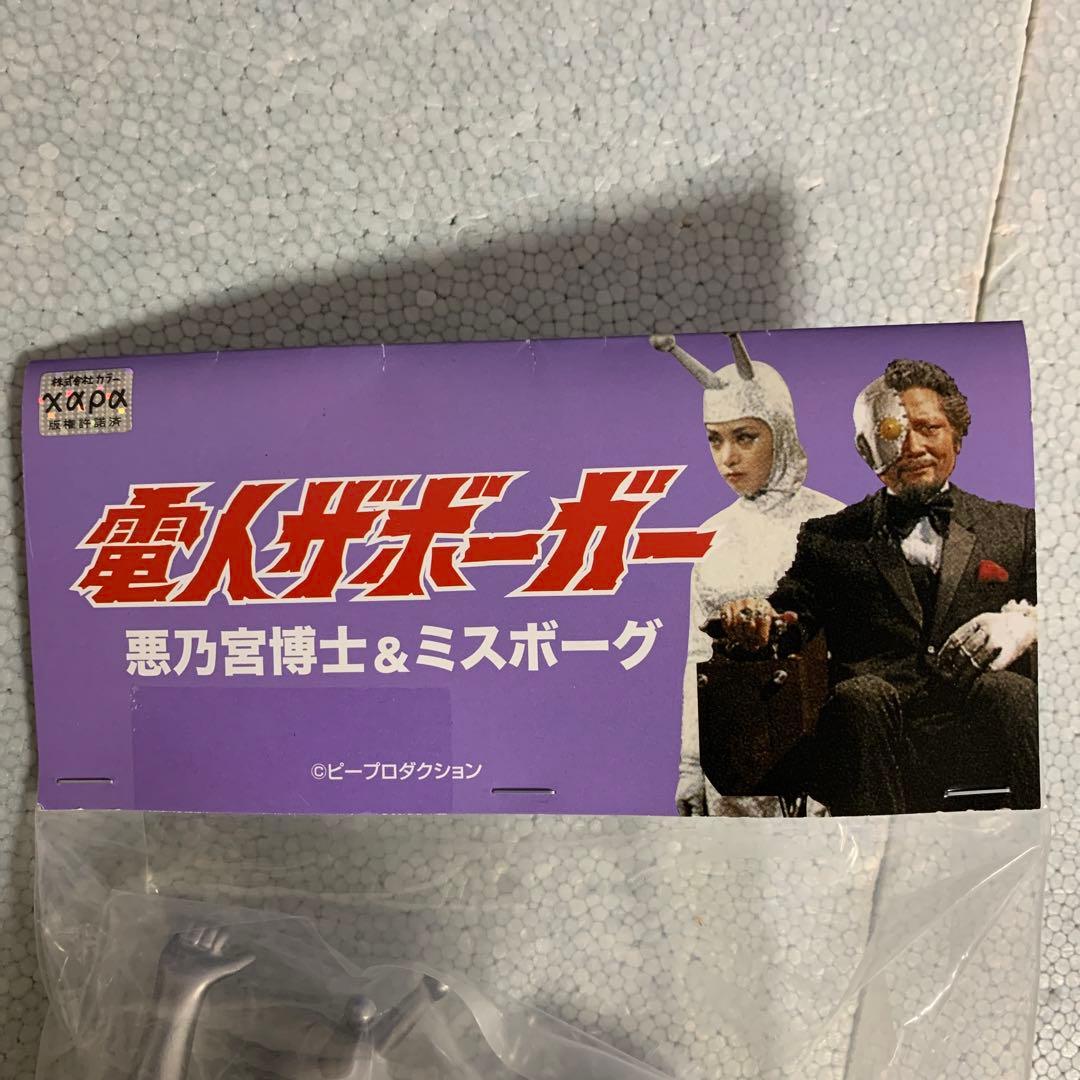 株式会社カラー
χαρα
版権許諾済
電人ザボーガー
悪乃宮博士&ミスボーグ
©ピープロダクション